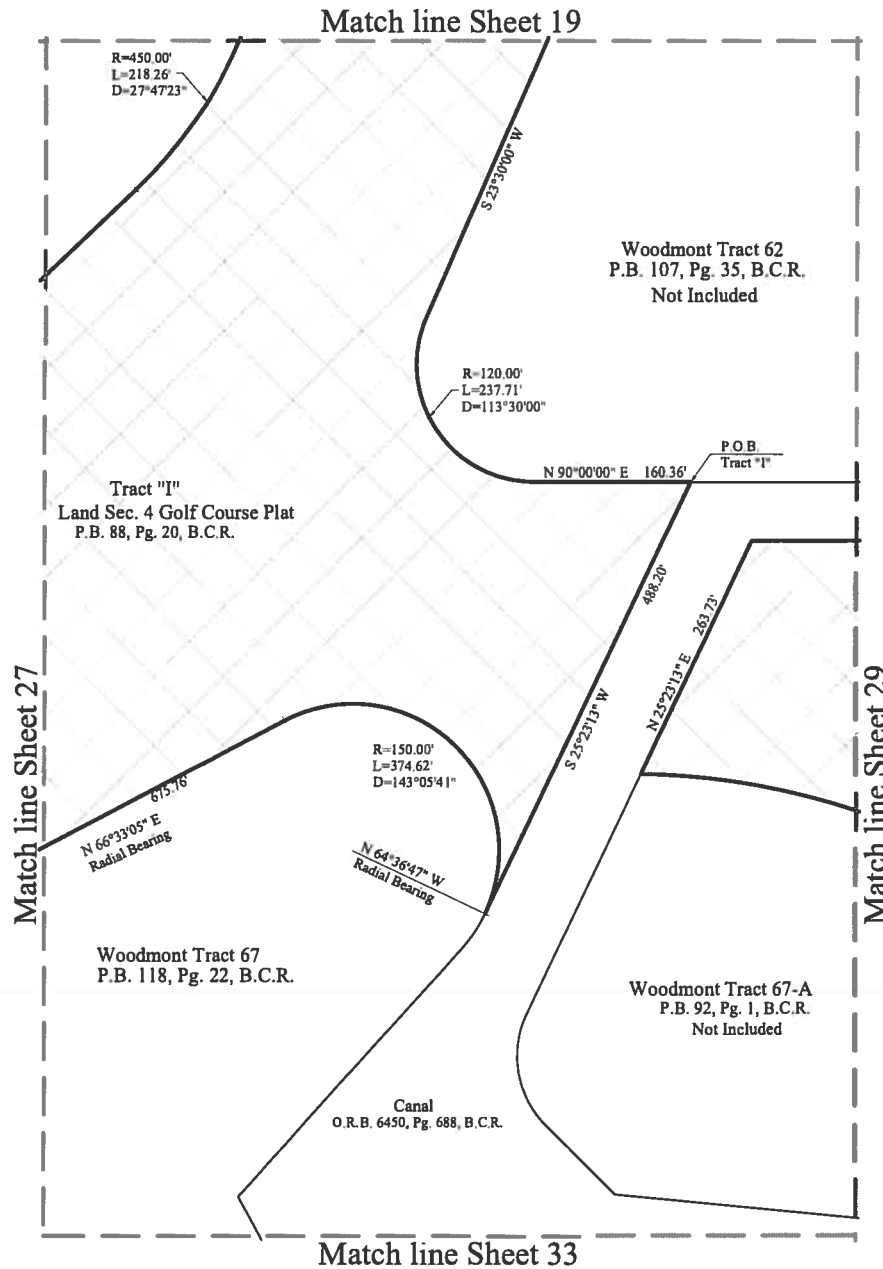 Match line Sheet 19
R=450.00'
L=218.26'
D=27°47'23"
S 23°30'00" W
Woodmont Tract 62
P.B. 107, Pg. 35, B.C.R.
Not Included
R=120.00'
L=237.71'
D=113°30'00"
P.O.B.
Tract "I"
N 90°00'00" E 160.36'
Tract "I"
Land Sec. 4 Golf Course Plat
P.B. 88, Pg. 20, B.C.R.
488.20'
S 25°23'13" W
263.73'
N 25°23'13" E
Match line Sheet 27
Match line Sheet 29
R=150.00'
L=374.62'
D=143°05'41"
675.76'
N 66°33'05" E
Radial Bearing
N 64°36'47" W
Radial Bearing
Woodmont Tract 67
P.B. 118, Pg. 22, B.C.R.
Woodmont Tract 67-A
P.B. 92, Pg. 1, B.C.R.
Not Included
Canal
O.R.B. 6450, Pg. 688, B.C.R.
Match line Sheet 33